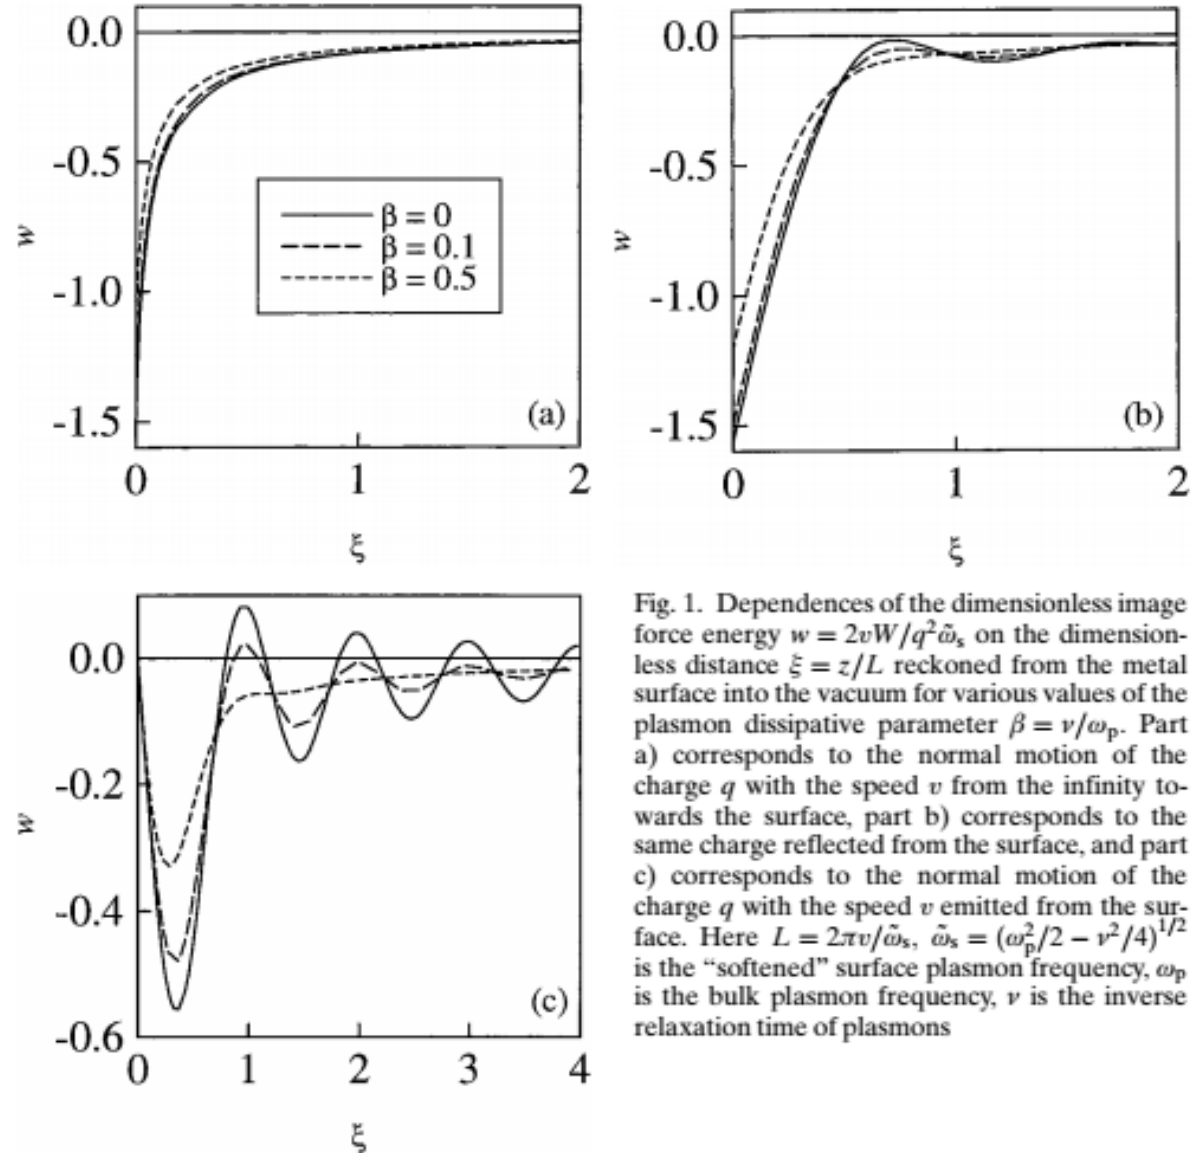 0.0
-0.5
-1.0
-1.5
w
β = 0
β = 0.1
β = 0.5
(a)
0 1 2
ξ
0.0
-0.5
-1.0
-1.5
w
(b)
0 1 2
ξ
0.0
-0.2
-0.4
-0.6
w
(c)
0 1 2 3 4
ξ
Fig. 1. Dependences of the dimensionless image
force energy w = 2vW/q²ω̃ₛ on the dimension-
less distance ξ = z/L reckoned from the metal
surface into the vacuum for various values of the
plasmon dissipative parameter β = ν/ωₚ. Part
a) corresponds to the normal motion of the
charge q with the speed v from the infinity to-
wards the surface, part b) corresponds to the
same charge reflected from the surface, and part
c) corresponds to the normal motion of the
charge q with the speed v emitted from the sur-
face. Here L = 2πv/ω̃ₛ, ω̃ₛ = (ωₚ²/2 − ν²/4)^1/2
is the “softened” surface plasmon frequency, ωₚ
is the bulk plasmon frequency, ν is the inverse
relaxation time of plasmons